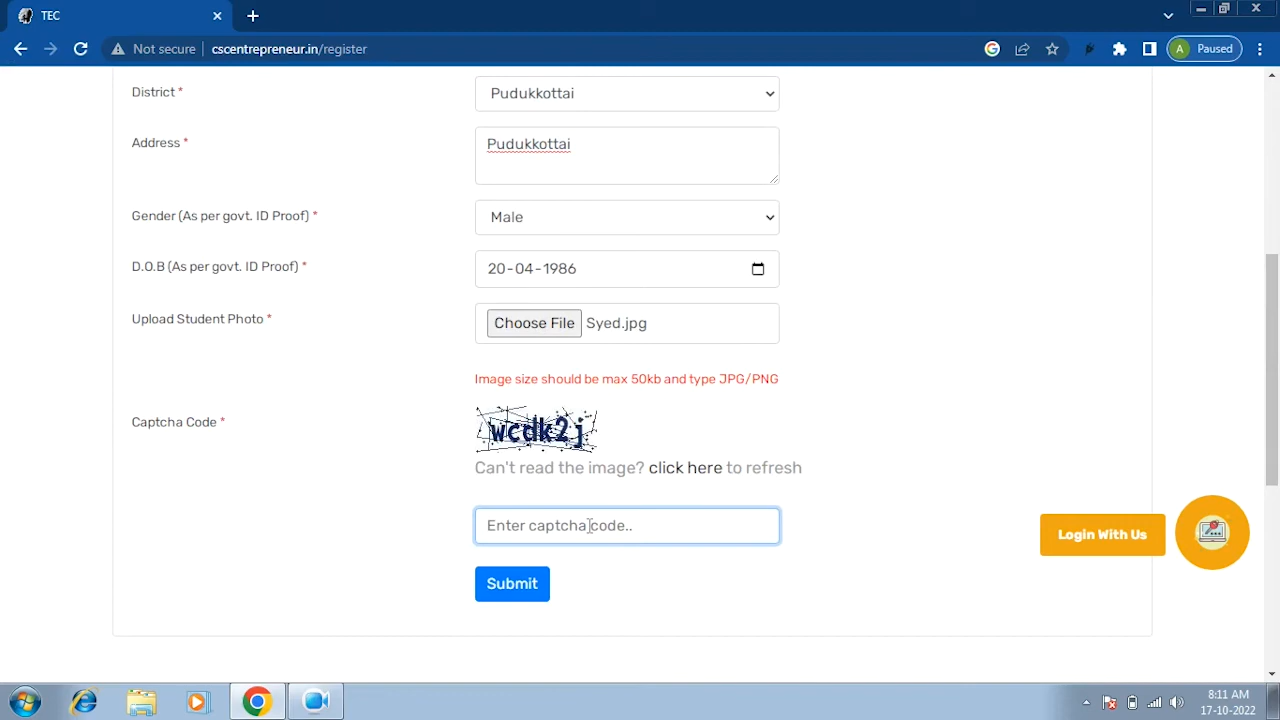 TEC
Not secure cscentrepreneur.in/register
A Paused
District * Pudukkottai
Address * Pudukkottai
Gender (As per govt. ID Proof) * Male
D.O.B (As per govt. ID Proof) * 20-04-1986
Upload Student Photo * Choose File Syed.jpg
Image size should be max 50kb and type JPG/PNG
Captcha Code * wcdk2j
Can't read the image? click here to refresh
Enter captcha code..
Login With Us
Submit
8:11 AM
17-10-2022